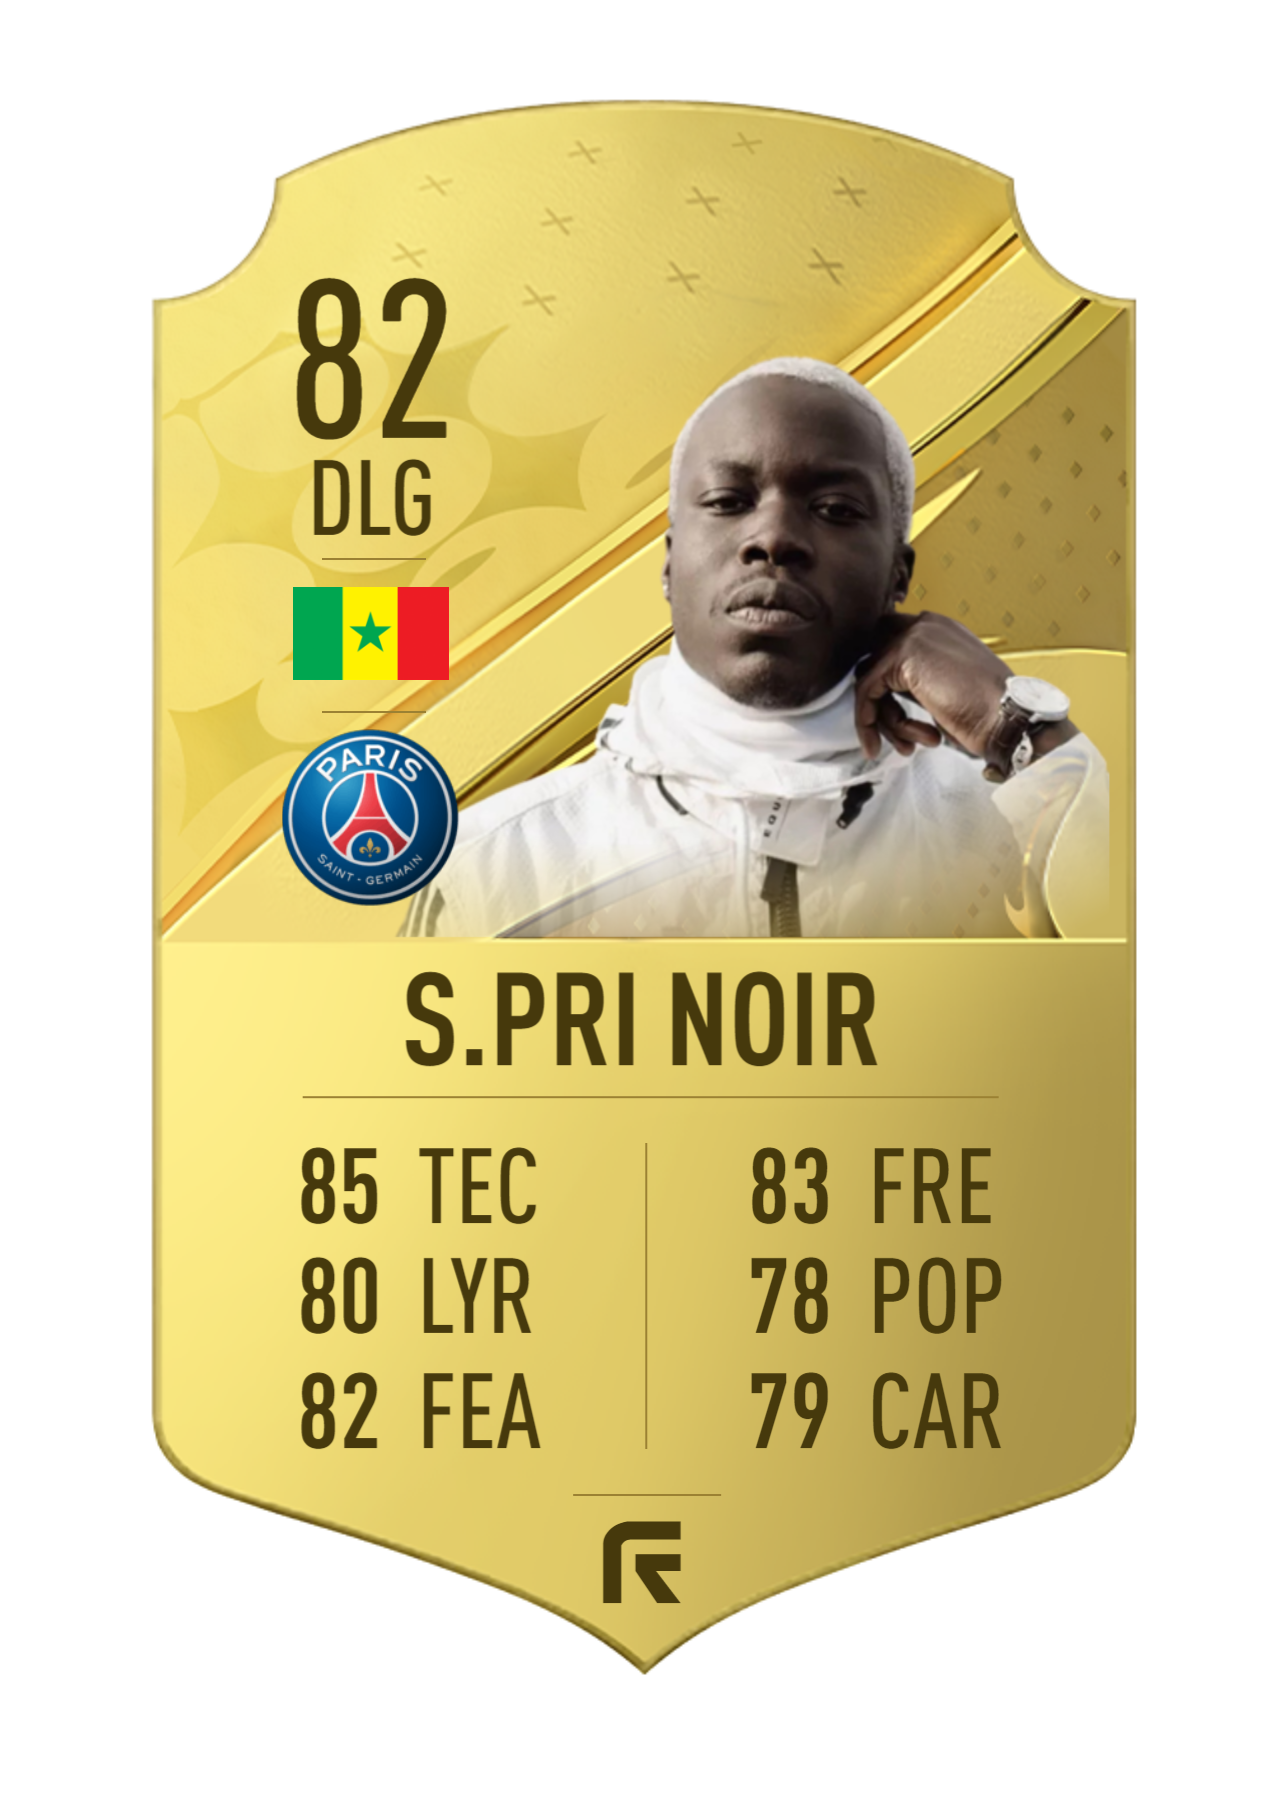 82
DLG
PARIS
SAINT - GERMAIN
EQU
S.PRI NOIR
85 TEC
80 LYR
82 FEA
83 FRE
78 POP
79 CAR